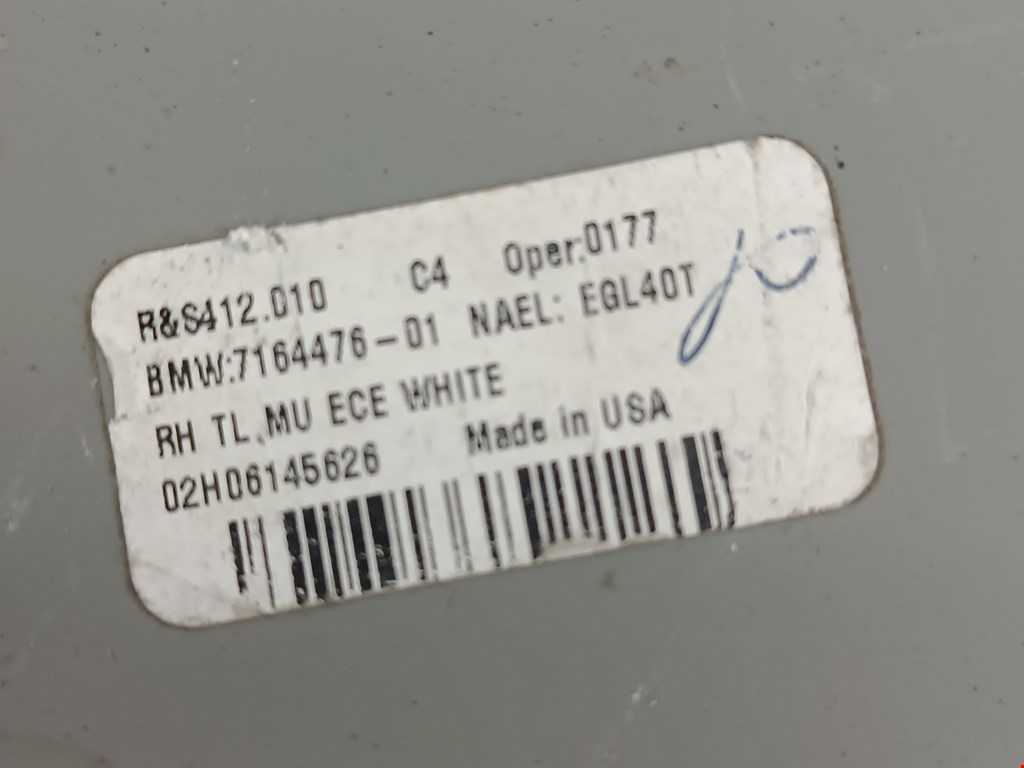 R&S412.010 C4 Oper:0177
BMW:7164476-01 NAEL: EGL40T
RH TL,MU ECE WHITE
02H06145626 Made in USA